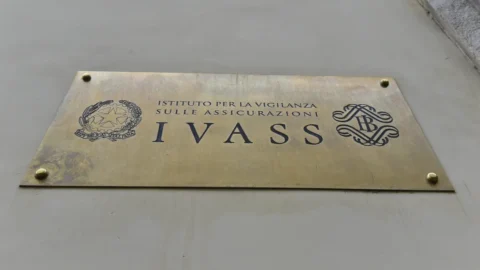 ISTITUTO PER LA VIGILANZA
SULLE ASSICURAZIONI
IVASS